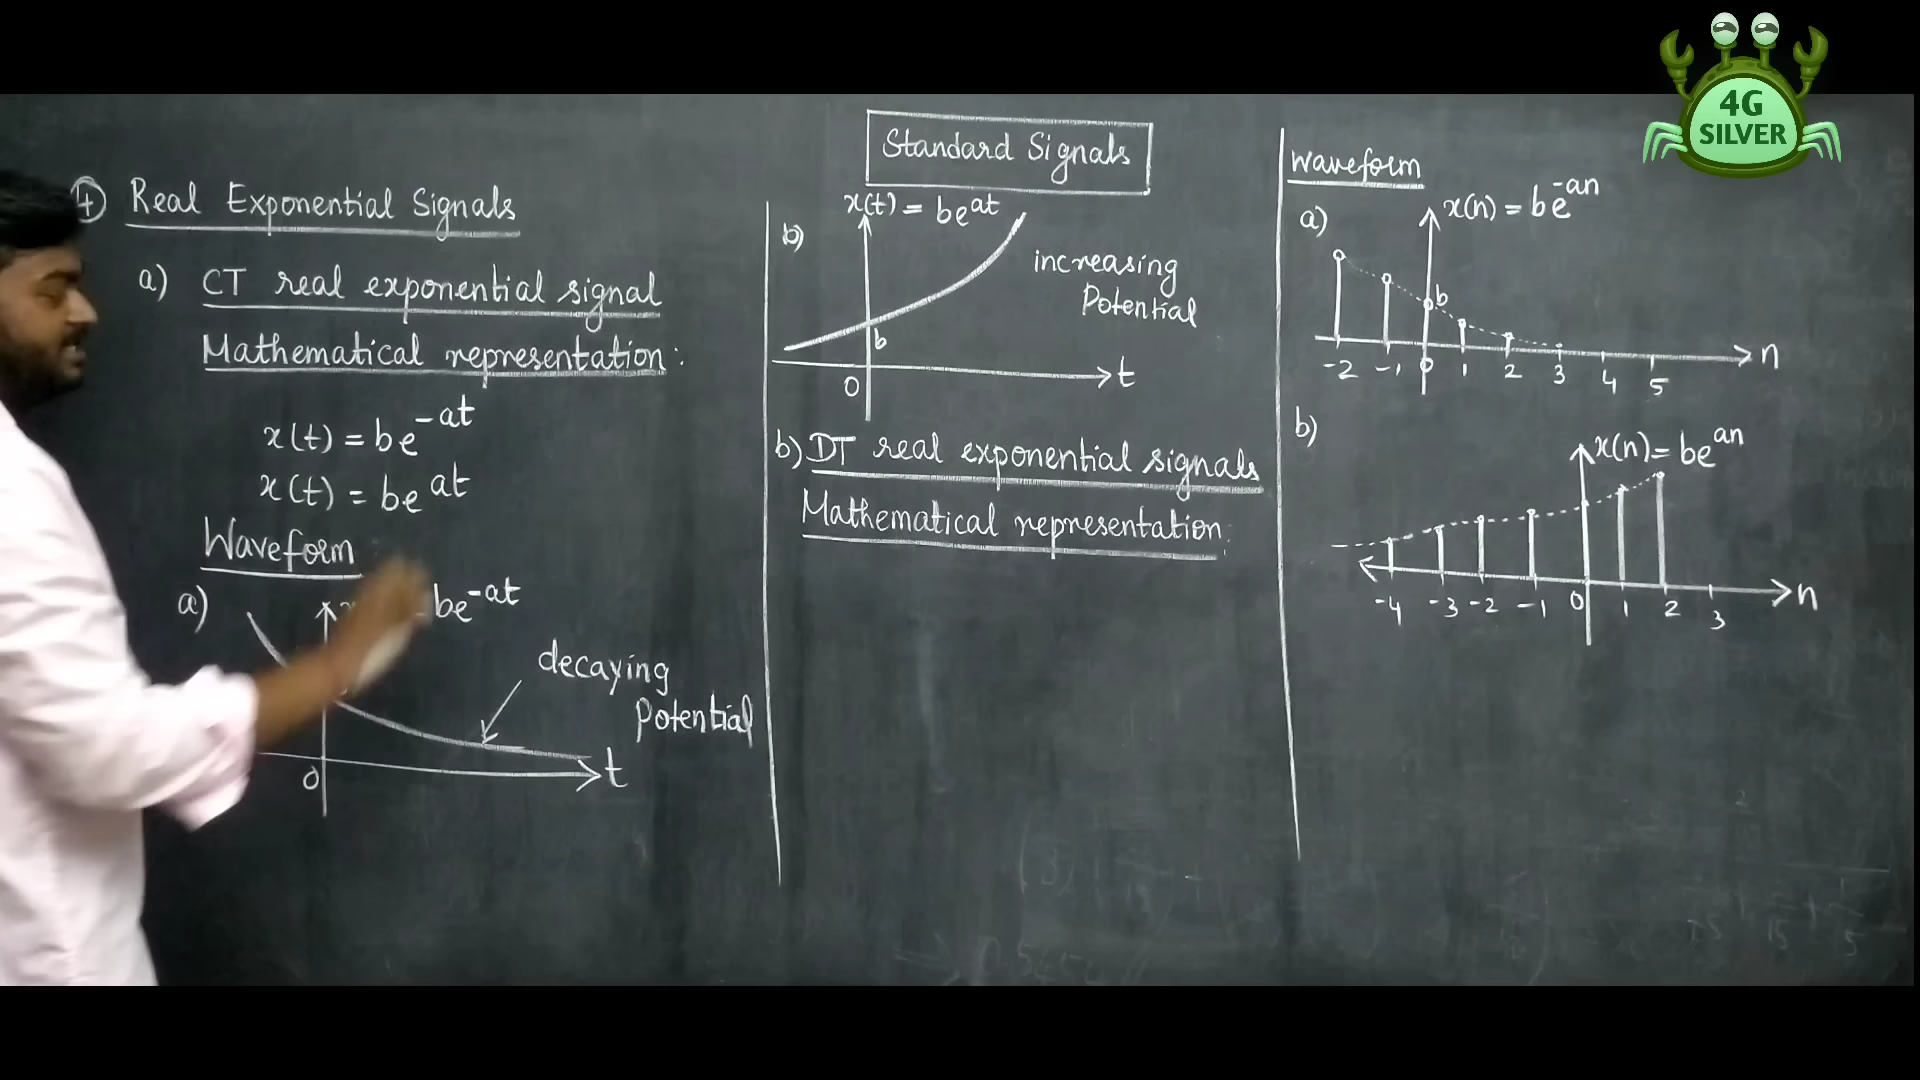 4G
SILVER
Standard Signals
4 Real Exponential Signals
a) CT real exponential signal
Mathematical representation:
x(t) = be^-at
x(t) = be^at
Waveform
a)
be^-at
decaying
Potential
0
t
x(t) = be^at
b)
increasing
Potential
b
0
t
b) DT real exponential signals
Mathematical representation:
waveform
a)
x(n) = be^-an
b
n
-2 -1 0 1 2 3 4 5
b)
x(n) = be^an
n
-4 -3 -2 -1 0 1 2 3